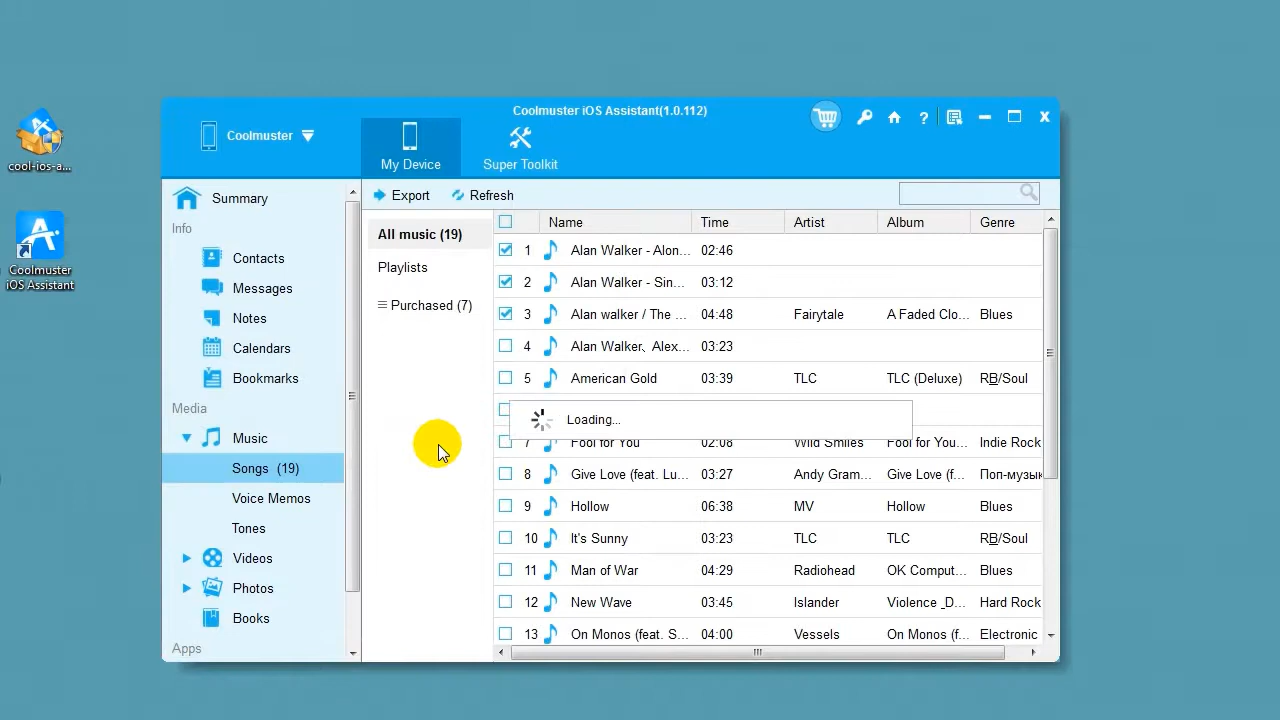 cool-ios-a...
Coolmuster
iOS Assistant
Coolmuster iOS Assistant(1.0.112)
Coolmuster
My Device
Super Toolkit
?
X
Summary
Info
Contacts
Messages
Notes
Calendars
Bookmarks
Media
Music
Songs (19)
Voice Memos
Tones
Videos
Photos
Books
Apps
Export Refresh
All music (19)
Playlists
Purchased (7)
Name Time Artist Album Genre
1 Alan Walker - Alon... 02:46
2 Alan Walker - Sin... 03:12
3 Alan walker / The ... 04:48 Fairytale A Faded Clo... Blues
4 Alan Walker、Alex... 03:23
5 American Gold 03:39 TLC TLC (Deluxe) RB/Soul
Loading...
7 Fool for You 02:08 Wild Smiles Fool for You... Indie Rock
8 Give Love (feat. Lu... 03:27 Andy Gram... Give Love (f... Поп-музык
9 Hollow 06:38 MV Hollow Blues
10 It's Sunny 03:23 TLC TLC RB/Soul
11 Man of War 04:29 Radiohead OK Comput... Blues
12 New Wave 03:45 Islander Violence _D... Hard Rock
13 On Monos (feat. S... 04:00 Vessels On Monos (f... Electronic